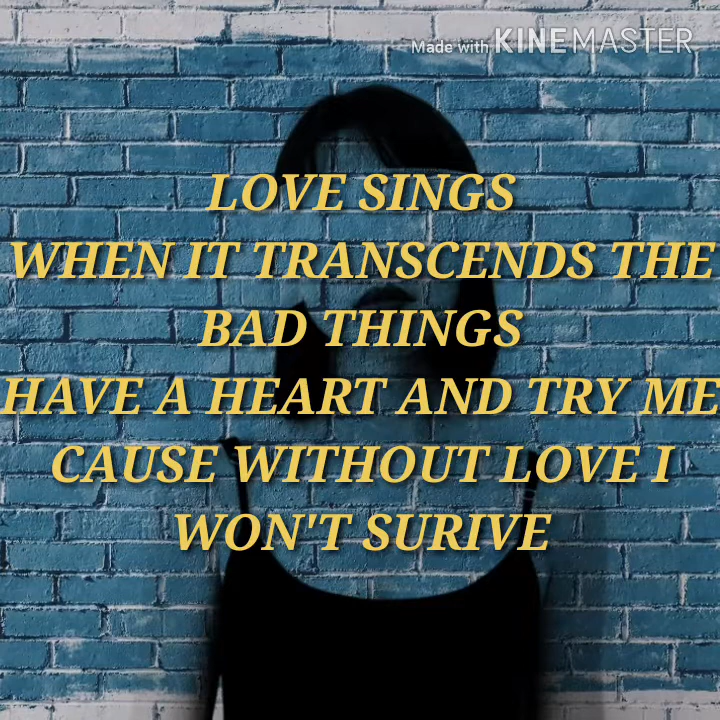 Made with KINEMASTER
LOVE SINGS
WHEN IT TRANSCENDS THE
BAD THINGS
HAVE A HEART AND TRY ME
CAUSE WITHOUT LOVE I
WON'T SURIVE